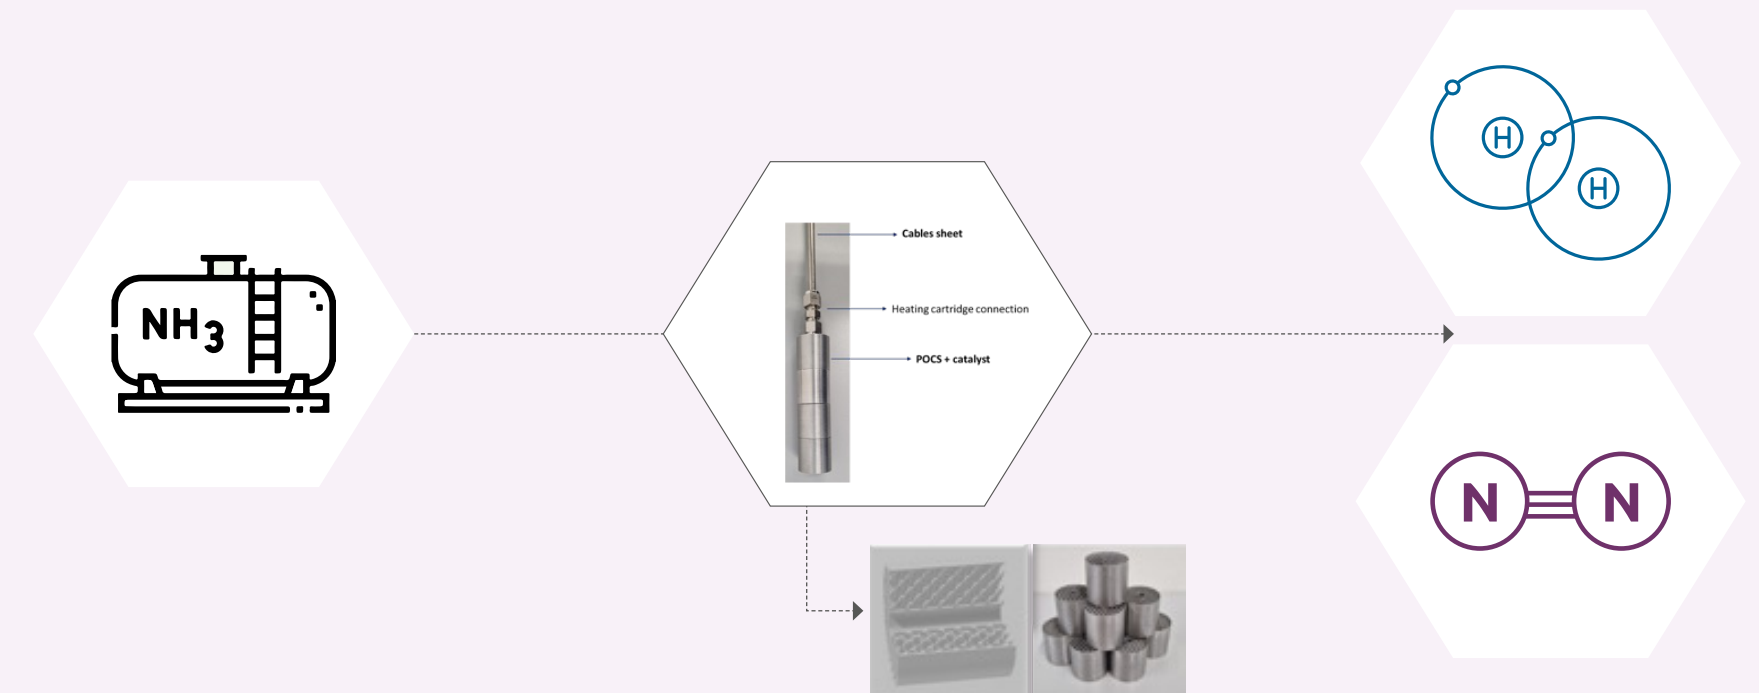 NH3
Cables sheet
Heating cartridge connection
POCS + catalyst
H
H
N
N